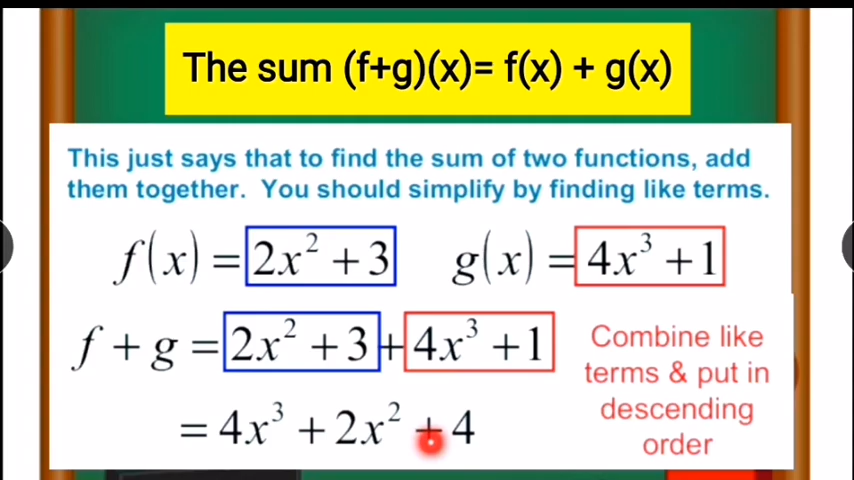 The sum (f+g)(x)= f(x) + g(x)
This just says that to find the sum of two functions, add
them together. You should simplify by finding like terms.
f(x) = 2x² + 3 g(x) = 4x³ + 1
f + g = 2x² + 3 + 4x³ + 1
= 4x³ + 2x² + 4
Combine like
terms & put in
descending
order